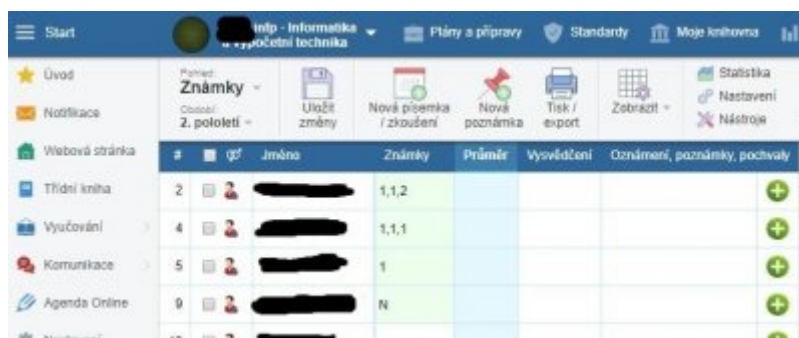 Start
infp - Informatika
a výpočetní technika
Plány a přípravy
Standardy
Moje knihovna
Úvod
Notifikace
Webová stránka
Třídní kniha
Vyučování
Komunikace
Agenda Online
Pohled:
Známky
Období:
2. pololetí
Uložit
změny
Nová písemka
/ zkoušení
Nová
poznámka
Tisk /
export
Zobrazit
Statistika
Nastavení
Nástroje
# Jméno Známky Průměr Vysvědčení Oznámení, poznámky, pochvaly
2 1,1,2
4 1,1,1
5 1
9 N